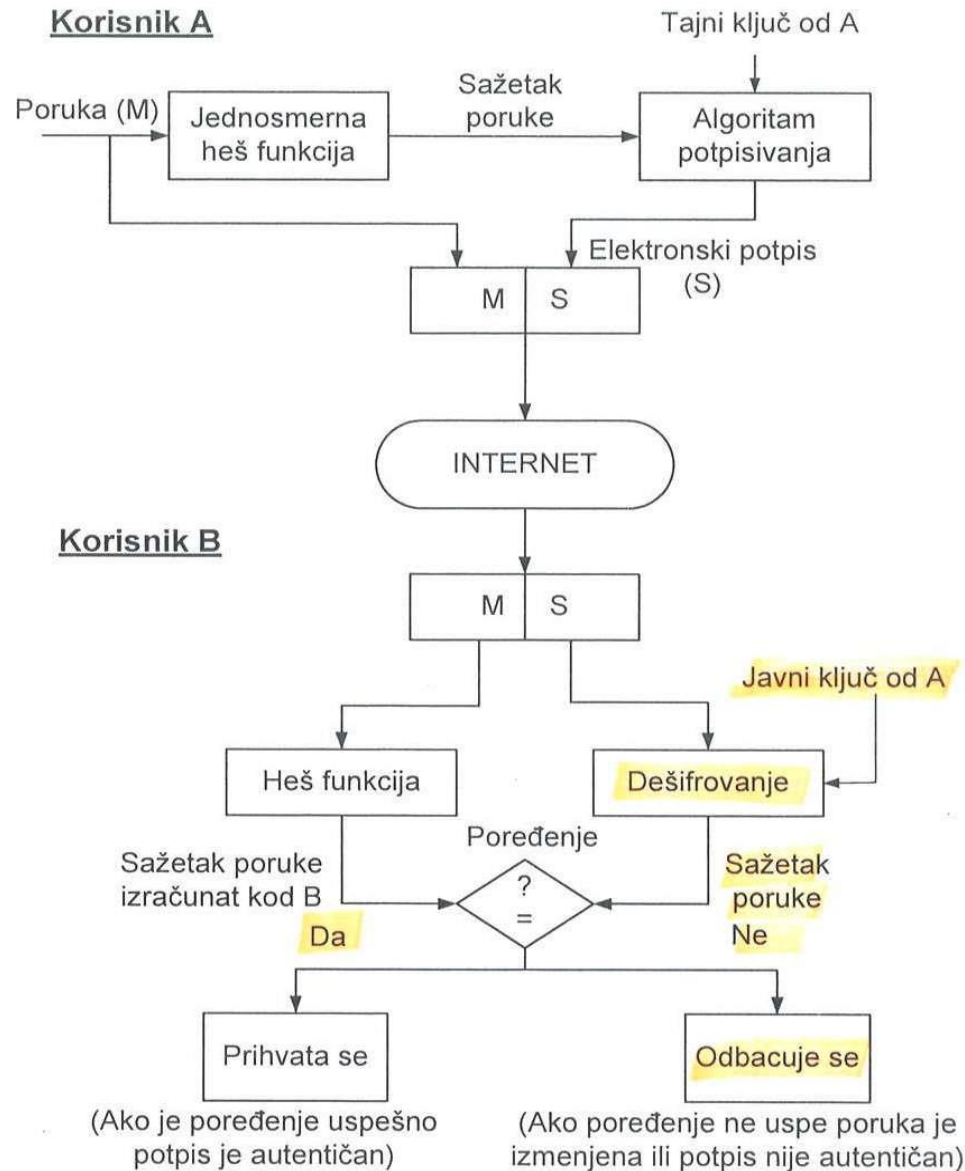 Korisnik A
Tajni ključ od A
Poruka (M)
Jednosmerna
heš funkcija
Sažetak
poruke
Algoritam
potpisivanja
Elektronski potpis
(S)
M
S
INTERNET
Korisnik B
M
S
Javni ključ od A
Heš funkcija
Dešifrovanje
Poređenje
Sažetak poruke
izračunat kod B
?
=
Sažetak
poruke
Da
Ne
Prihvata se
Odbacuje se
(Ako je poređenje uspešno
potpis je autentičan)
(Ako poređenje ne uspe poruka je
izmenjena ili potpis nije autentičan)